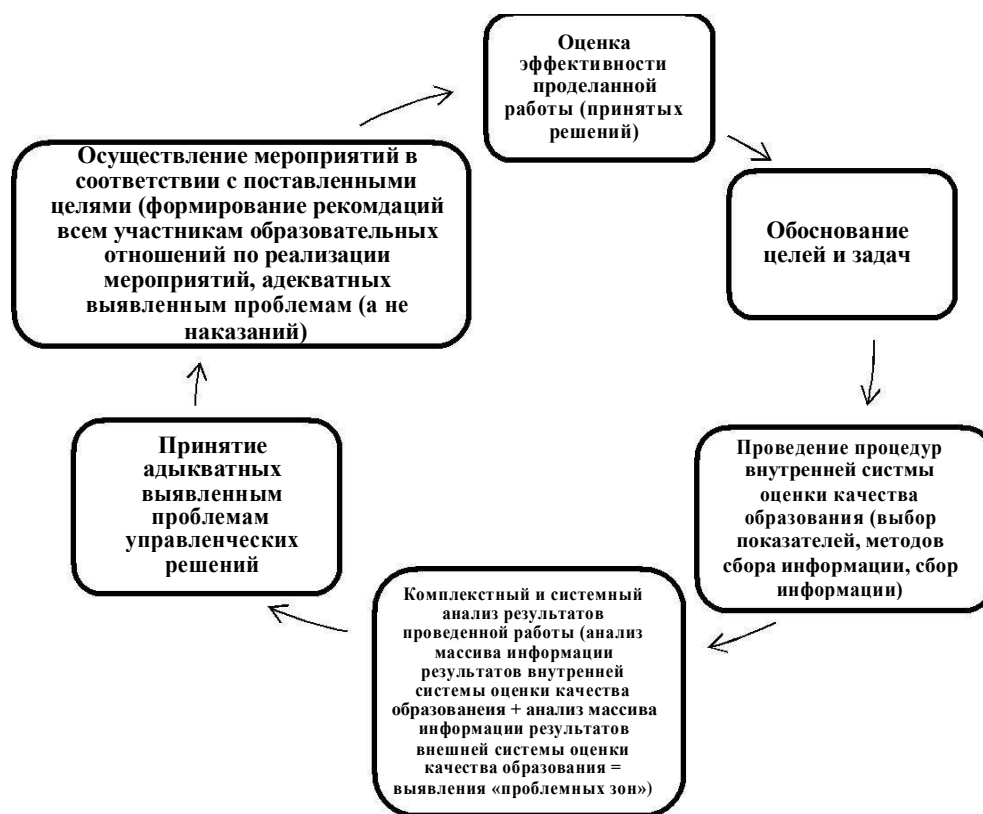 Оценка
эффективности
проделанной
работы (принятых
решений)
Обоснование
целей и задач
Проведение процедур
внутренней систмы
оценки качества
образования (выбор
показателей, методов
сбора информации, сбор
информации)
Комплекстный и системный
анализ результатов
проведенной работы (анализ
массива информации
результатов внутренней
системы оценки качества
образованеия + анализ массива
информации результатов
внешней системы оценки
качества образования =
выявления «проблемных зон»)
Принятие
адыкватных
выявленным
проблемам
управленческих
решений
Осуществление мероприятий в
соответствии с поставленными
целями (формирование рекомдаций
всем участникам образовательных
отношений по реализации
мероприятий, адекватных
выявленным проблемам (а не
наказаний)